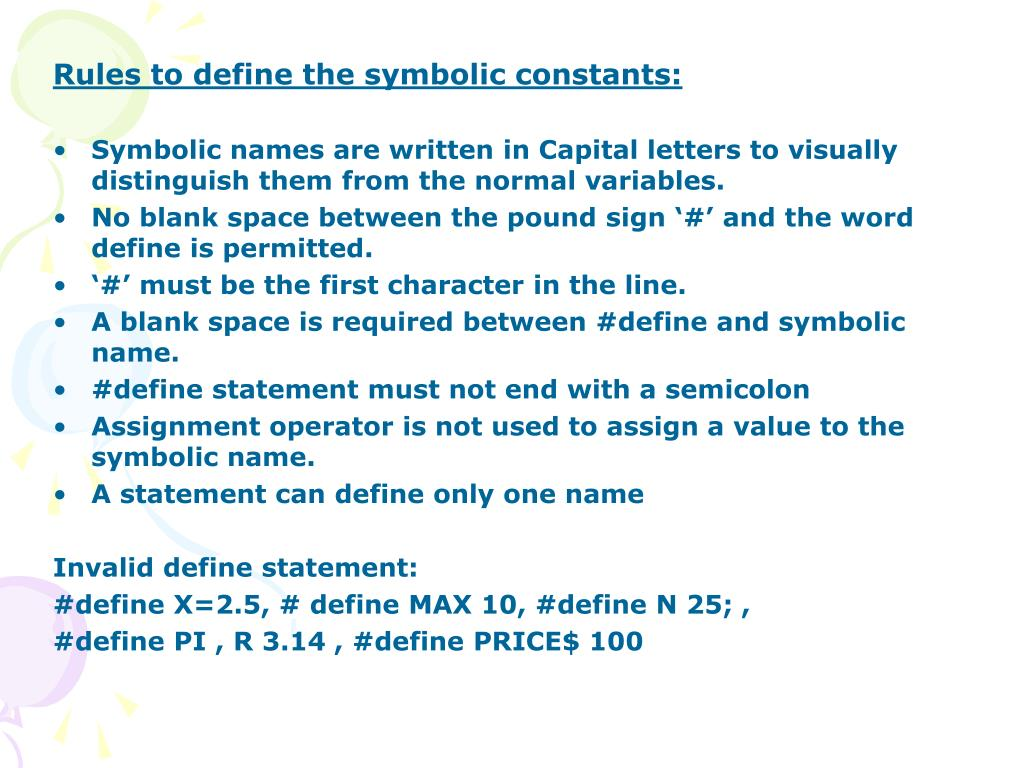 Rules to define the symbolic constants:
• Symbolic names are written in Capital letters to visually
distinguish them from the normal variables.
• No blank space between the pound sign ‘#’ and the word
define is permitted.
• ‘#’ must be the first character in the line.
• A blank space is required between #define and symbolic
name.
• #define statement must not end with a semicolon
• Assignment operator is not used to assign a value to the
symbolic name.
• A statement can define only one name
Invalid define statement:
#define X=2.5, # define MAX 10, #define N 25; ,
#define PI , R 3.14 , #define PRICE$ 100